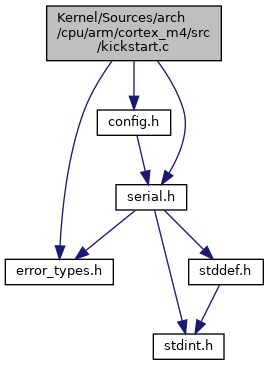 Kernel/Sources/arch
/cpu/arm/cortex_m4/src
/kickstart.c
config.h
serial.h
error_types.h
stddef.h
stdint.h